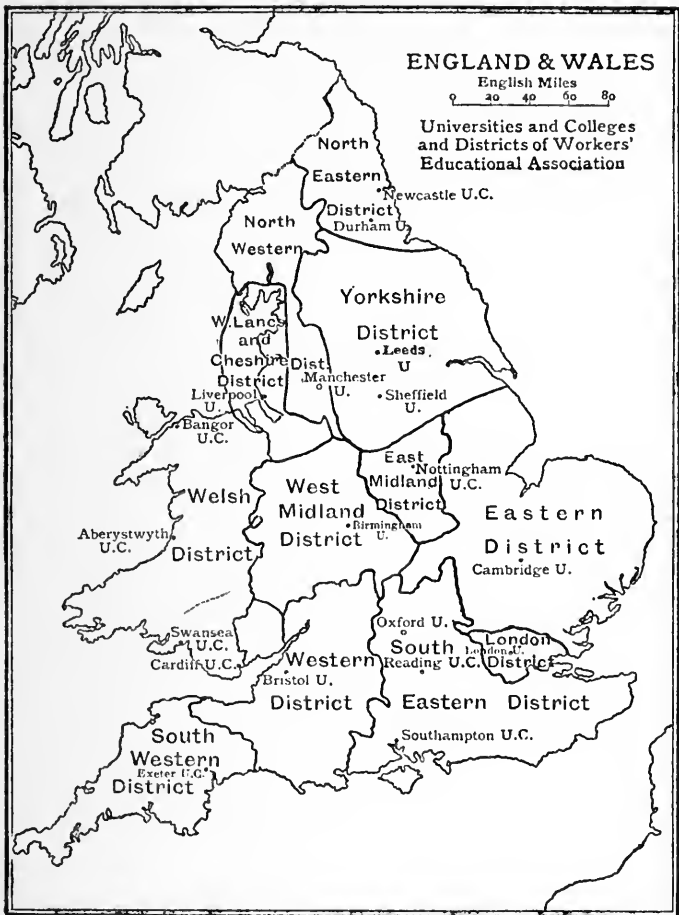 ENGLAND & WALES
English Miles
0 20 40 60 80
Universities and Colleges
and Districts of Workers'
Educational Association
North
Eastern
District
Newcastle U.C.
Durham U.
North
Western
Dist.
Yorkshire
District
Leeds
U
Sheffield
U.
W. Lancs
and
Cheshire
District
Liverpool
U.
Manchester
U.
Bangor
U.C.
Welsh
District
Aberystwyth
U.C.
Swansea
U.C.
Cardiff U.C.
West
Midland
District
Birmingham
U.
East
Midland
District
Nottingham
U.C.
Eastern
District
Cambridge U.
Oxford U.
South
Reading U.C.
Eastern District
Southampton U.C.
London
London U.
District
Western
Bristol U.
District
South
Western
Exeter U.C.
District